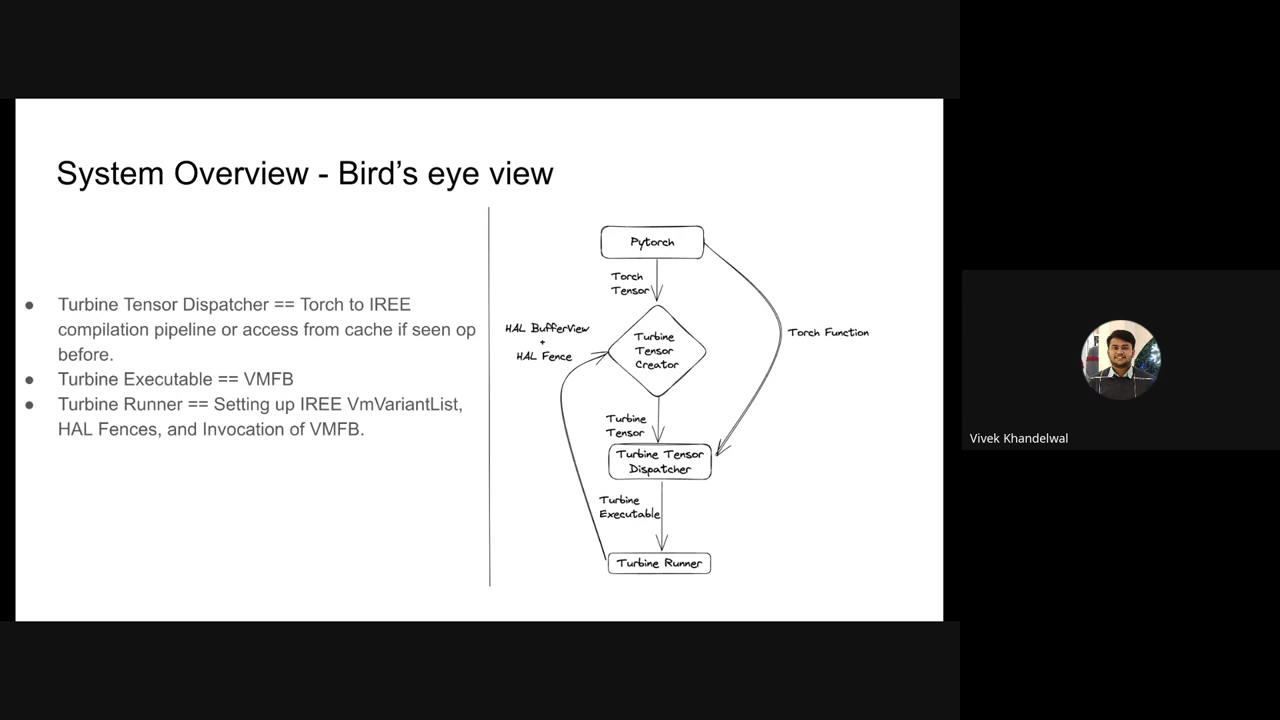 System Overview - Bird’s eye view
● Turbine Tensor Dispatcher == Torch to IREE
compilation pipeline or access from cache if seen op
before.
● Turbine Executable == VMFB
● Turbine Runner == Setting up IREE VmVariantList,
HAL Fences, and Invocation of VMFB.
Pytorch
Torch
Tensor
HAL BufferView
+
HAL Fence
Turbine
Tensor
Creator
Torch Function
Turbine
Tensor
Turbine Tensor
Dispatcher
Turbine
Executable
Turbine Runner
Vivek Khandelwal